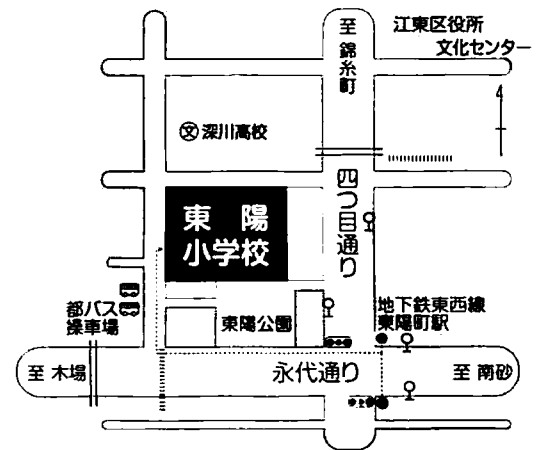 江東区役所
文化センター
至 錦糸町
4
文 深川高校
四つ目通り
東陽
小学校
都バス
操車場
東陽公園
地下鉄東西線
東陽町駅
至 木場
永代通り
至 南砂